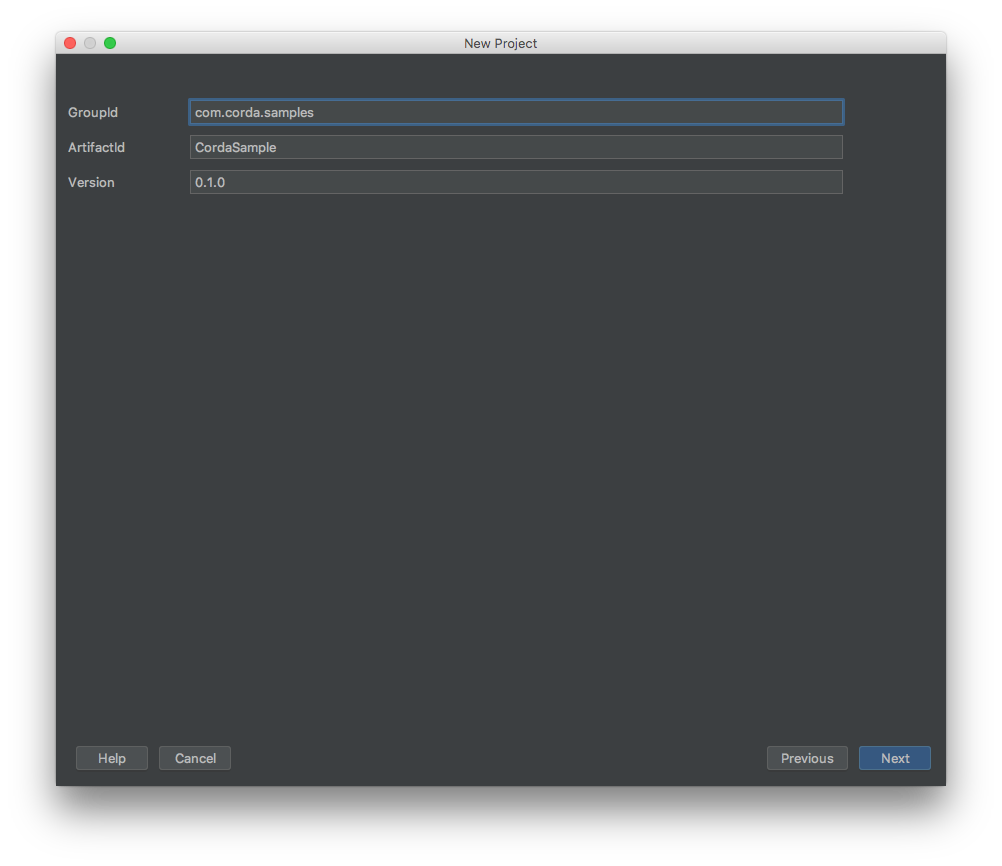 New Project
GroupId com.corda.samples
ArtifactId CordaSample
Version 0.1.0
Help Cancel Previous Next